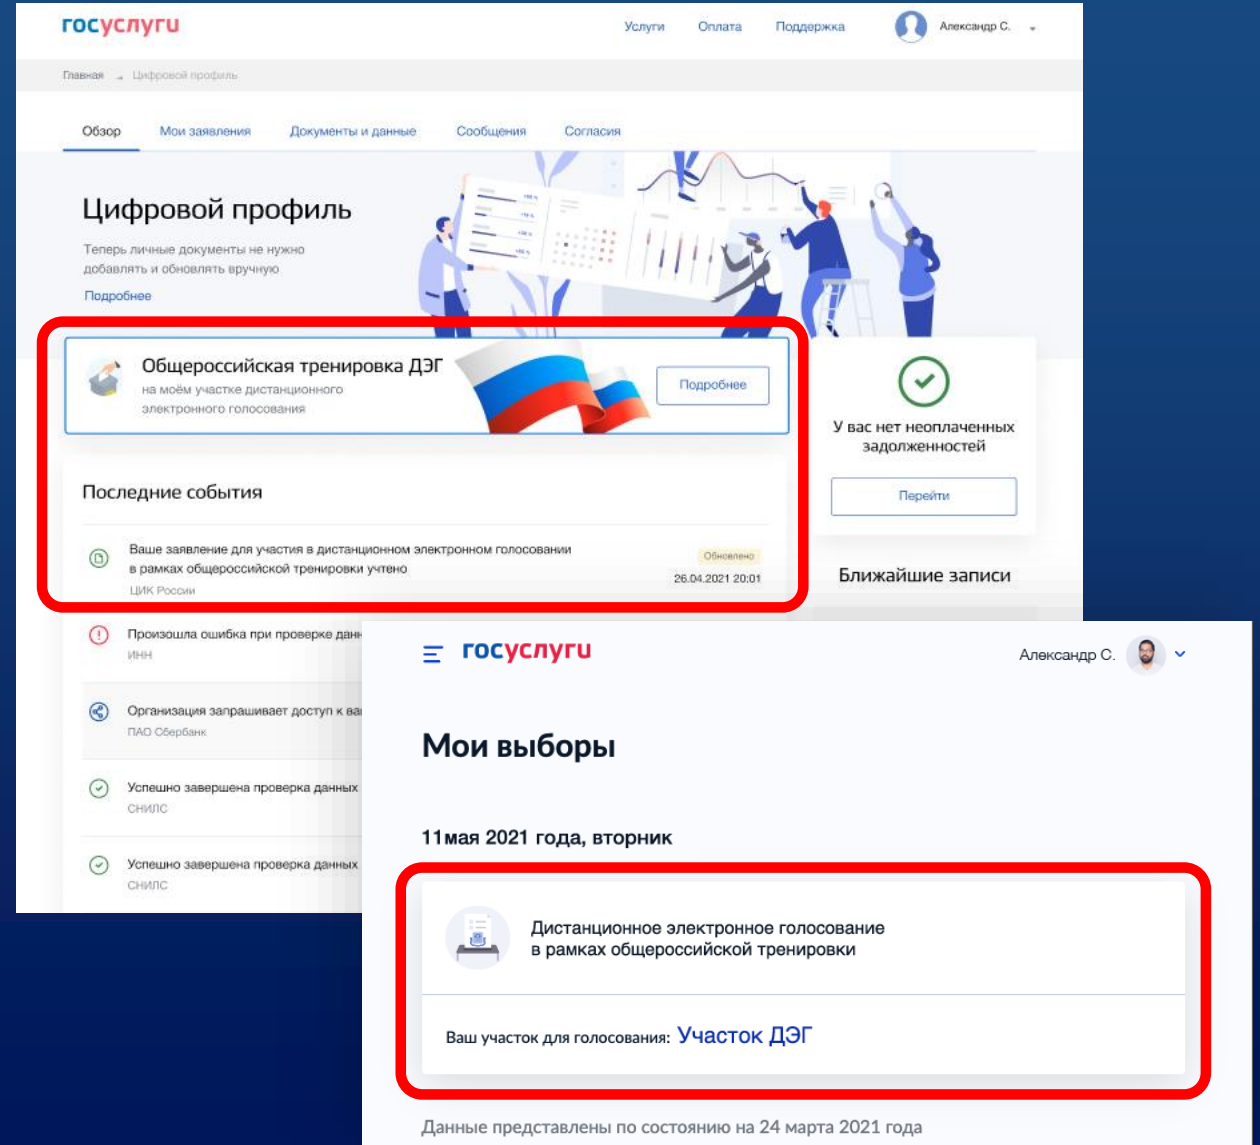 госуслуги
Услуги Оплата Поддержка Александр С.
Главная → Цифровой профиль
Обзор Мои заявления Документы и данные Сообщения Согласия
Цифровой профиль
Теперь личные документы не нужно
добавлять и обновлять вручную
Подробнее
Общероссийская тренировка ДЭГ
на моём участке дистанционного
электронного голосования
Подробнее
У вас нет неоплаченных
задолженностей
Перейти
Последние события
Ваше заявление для участия в дистанционном электронном голосовании
в рамках общероссийской тренировки учтено
ЦИК России
Обновлено
26.04.2021 20:01
Ближайшие записи
Произошла ошибка при проверке
ИНН
Организация запрашивает доступ к
ПАО Сбербанк
Успешно завершена проверка данных
СНИЛС
Успешно завершена проверка данных
СНИЛС
госуслуги
Александр С.
Мои выборы
11мая 2021 года, вторник
Дистанционное электронное голосование
в рамках общероссийской тренировки
Ваш участок для голосования: Участок ДЭГ
Данные представлены по состоянию на 24 марта 2021 года